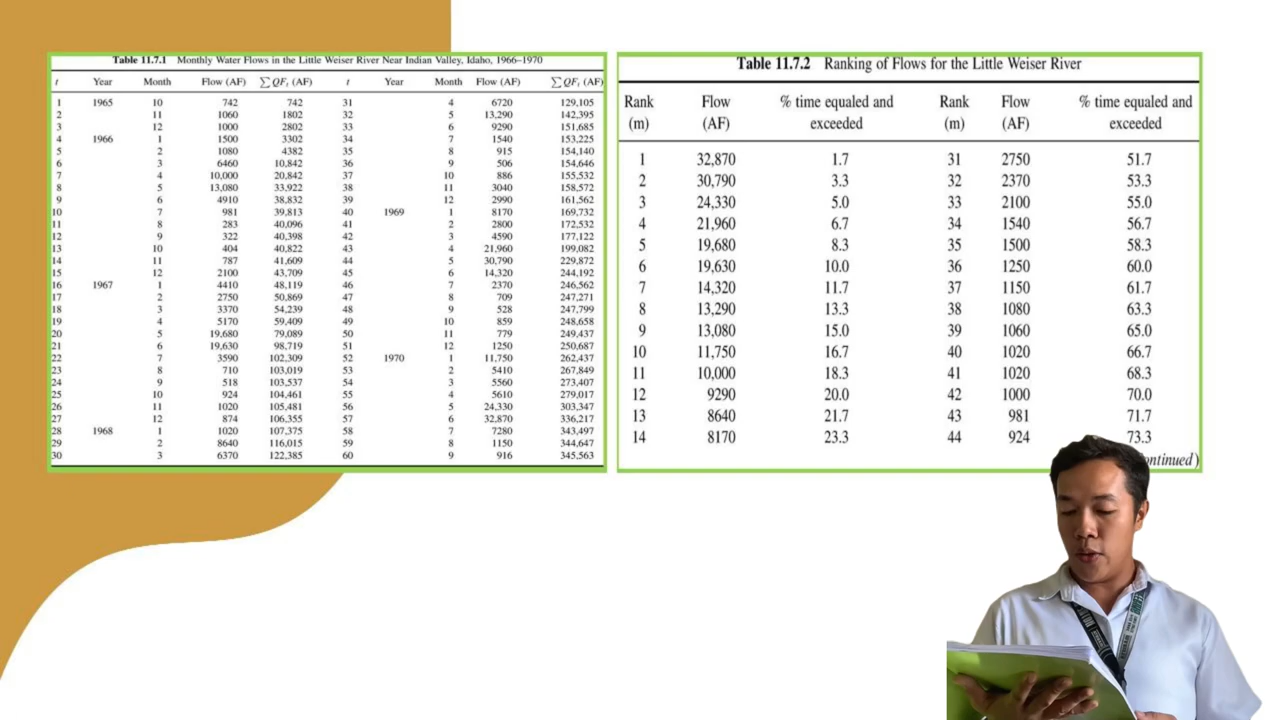 Table 11.7.1 Monthly Water Flows in the Little Weiser River Near Indian Valley, Idaho, 1966–1970
t Year Month Flow (AF) ∑QFₜ (AF) t Year Month Flow (AF) ∑QFₜ (AF)
1 1965 10 742 742 31 4 6720 129,105
2 11 1060 1802 32 5 13,290 142,395
3 12 1000 2802 33 6 9290 151,685
4 1966 1 1500 3302 34 7 1540 153,225
5 2 1080 4382 35 8 915 154,140
6 3 6460 10,842 36 9 506 154,646
7 4 10,000 20,842 37 10 886 155,532
8 5 13,080 33,922 38 11 3040 158,572
9 6 4910 38,832 39 12 2990 161,562
10 7 981 39,813 40 1969 1 8170 169,732
11 8 283 40,096 41 2 2800 172,532
12 9 322 40,398 42 3 4590 177,122
13 10 404 40,822 43 4 21,960 199,082
14 11 787 41,609 44 5 30,790 229,872
15 12 2100 43,709 45 6 14,320 244,192
16 1967 1 4410 48,119 46 7 2370 246,562
17 2 2750 50,869 47 8 709 247,271
18 3 3370 54,239 48 9 528 247,799
19 4 5170 59,409 49 10 859 248,658
20 5 19,680 79,089 50 11 779 249,437
21 6 19,630 98,719 51 12 1250 250,687
22 7 3590 102,309 52 1970 1 11,750 262,437
23 8 710 103,019 53 2 5410 267,849
24 9 518 103,537 54 3 5560 273,407
25 10 924 104,461 55 4 5610 279,017
26 11 1020 105,481 56 5 24,330 303,347
27 12 874 106,355 57 6 32,870 336,217
28 1968 1 1020 107,375 58 7 7280 343,497
29 2 8640 116,015 59 8 1150 344,647
30 3 6370 122,385 60 9 916 345,563
Table 11.7.2 Ranking of Flows for the Little Weiser River
Rank Flow % time equaled and Rank Flow % time equaled and
(m) (AF) exceeded (m) (AF) exceeded
1 32,870 1.7 31 2750 51.7
2 30,790 3.3 32 2370 53.3
3 24,330 5.0 33 2100 55.0
4 21,960 6.7 34 1540 56.7
5 19,680 8.3 35 1500 58.3
6 19,630 10.0 36 1250 60.0
7 14,320 11.7 37 1150 61.7
8 13,290 13.3 38 1080 63.3
9 13,080 15.0 39 1060 65.0
10 11,750 16.7 40 1020 66.7
11 10,000 18.3 41 1020 68.3
12 9290 20.0 42 1000 70.0
13 8640 21.7 43 981 71.7
14 8170 23.3 44 924 73.3
ontinued)